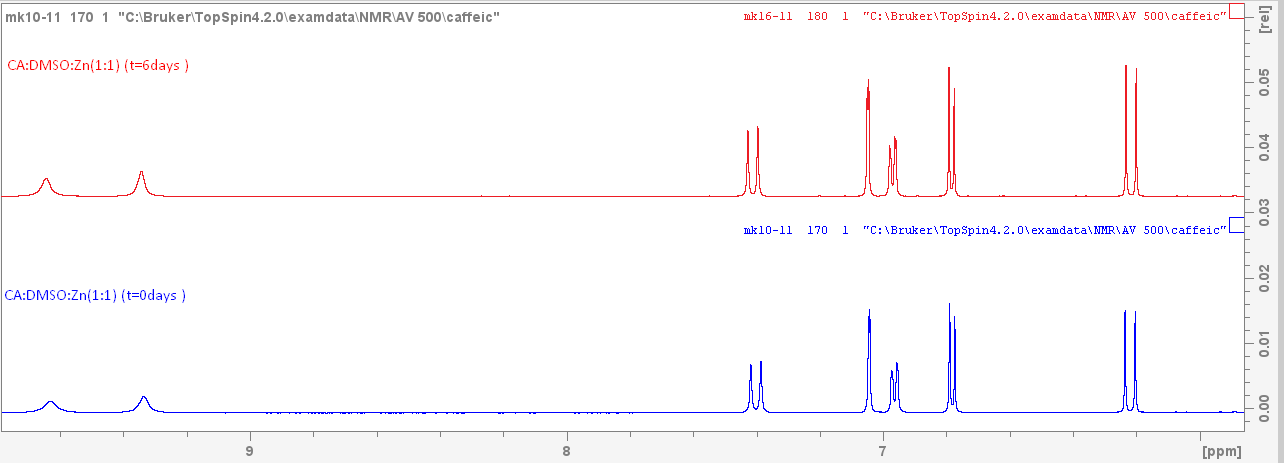 mk10-11 170 1 "C:\Bruker\TopSpin4.2.0\examdata\NMR\AV 500\caffeic"
mk16-11 180 1 "C:\Bruker\TopSpin4.2.0\examdata\NMR\AV 500\caffeic"
[rel]
CA:DMSO:Zn(1:1) (t=6days )
0.05
0.04
0.03
mk10-11 170 1 "C:\Bruker\TopSpin4.2.0\examdata\NMR\AV 500\caffeic"
0.02
CA:DMSO:Zn(1:1) (t=0days )
0.01
0.00
9 8 7 [ppm]